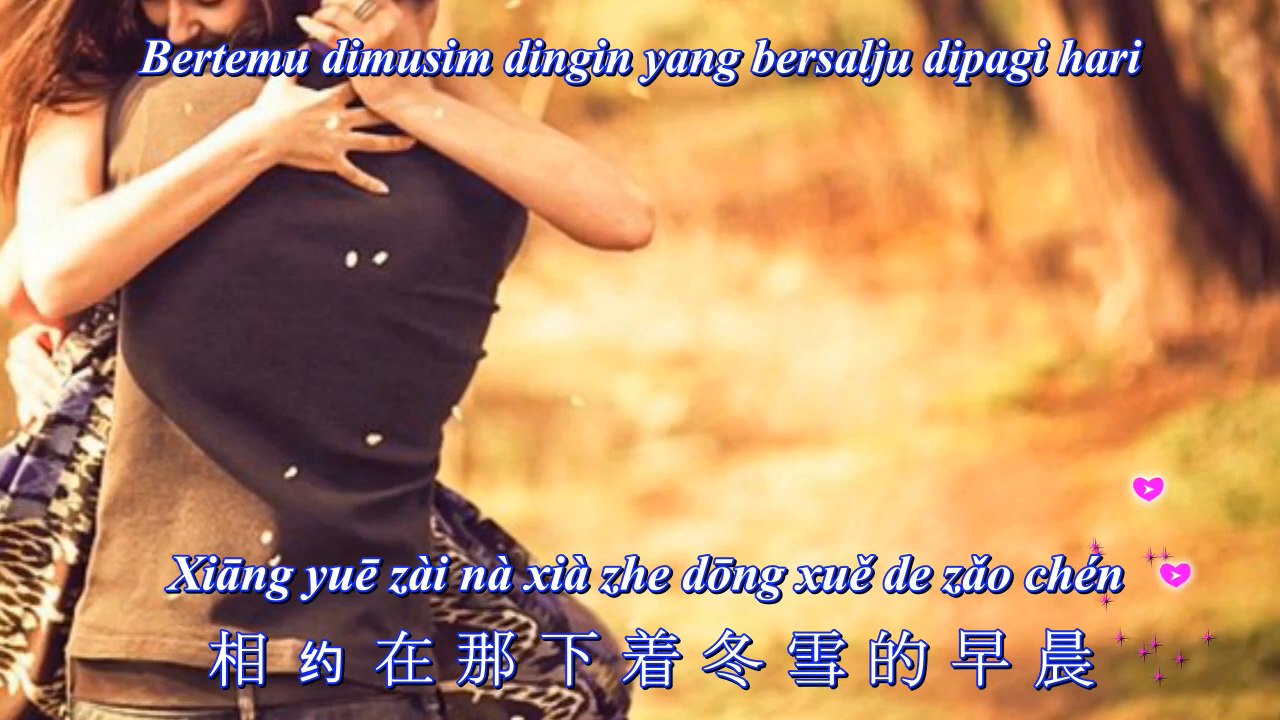 Bertemu dimusim dingin yang bersalju dipagi hari
Xiāng yuē zài nà xià zhe dōng xuě de zǎo chén
相约在那下着冬雪的早晨